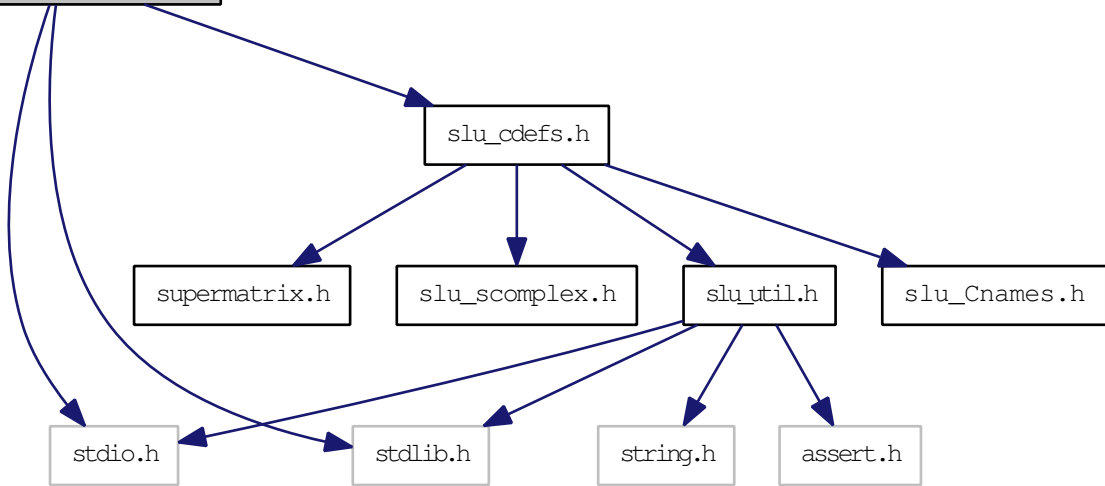 slu_cdefs.h
supermatrix.h
slu_scomplex.h
slu_util.h
slu_Cnames.h
stdio.h
stdlib.h
string.h
assert.h